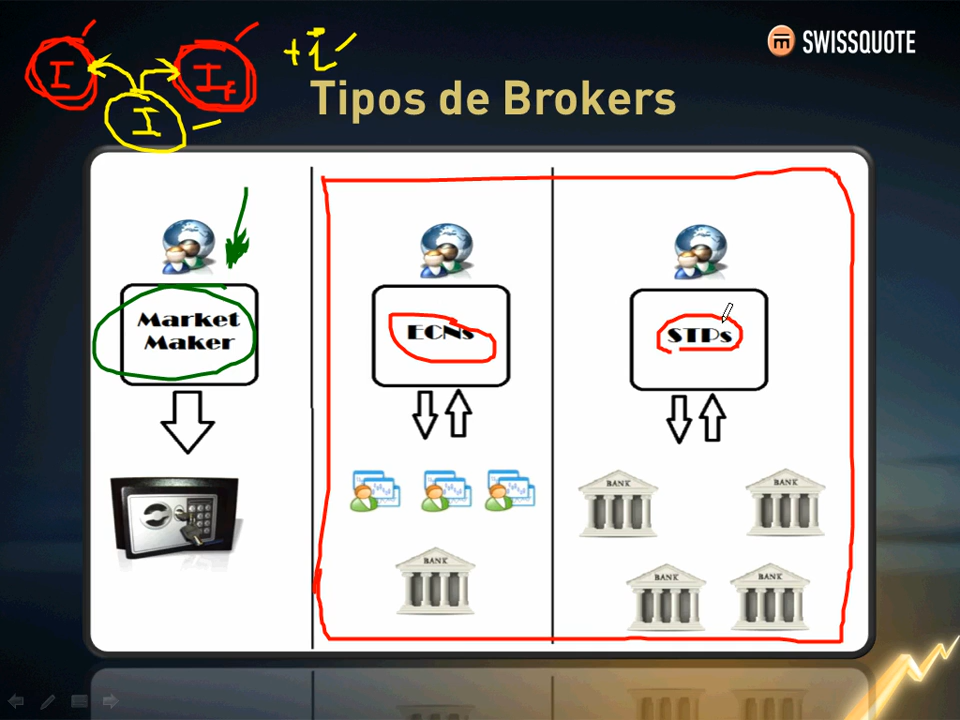 SWISSQUOTE
I
I
I
Tipos de Brokers
Market
Maker
ECNs
STPs
BANK
BANK
BANK
BANK
BANK